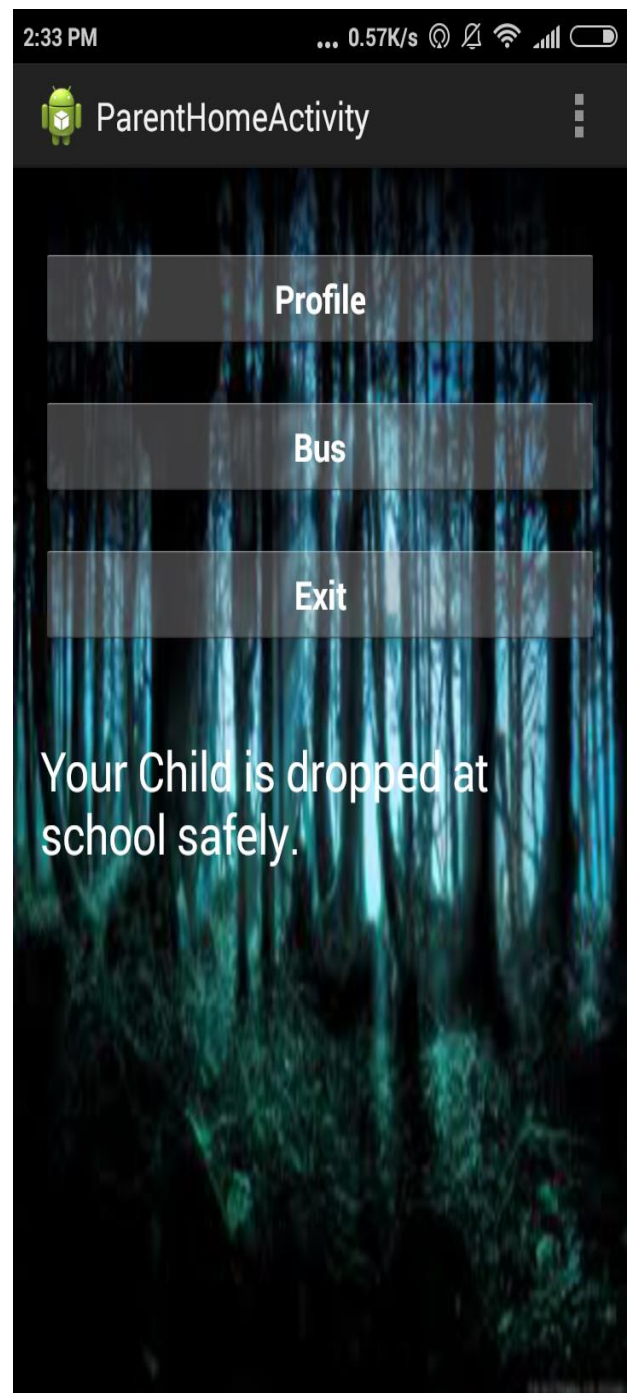 2:33 PM ... 0.57K/s
ParentHomeActivity
Profile
Bus
Exit
Your Child is dropped at
school safely.